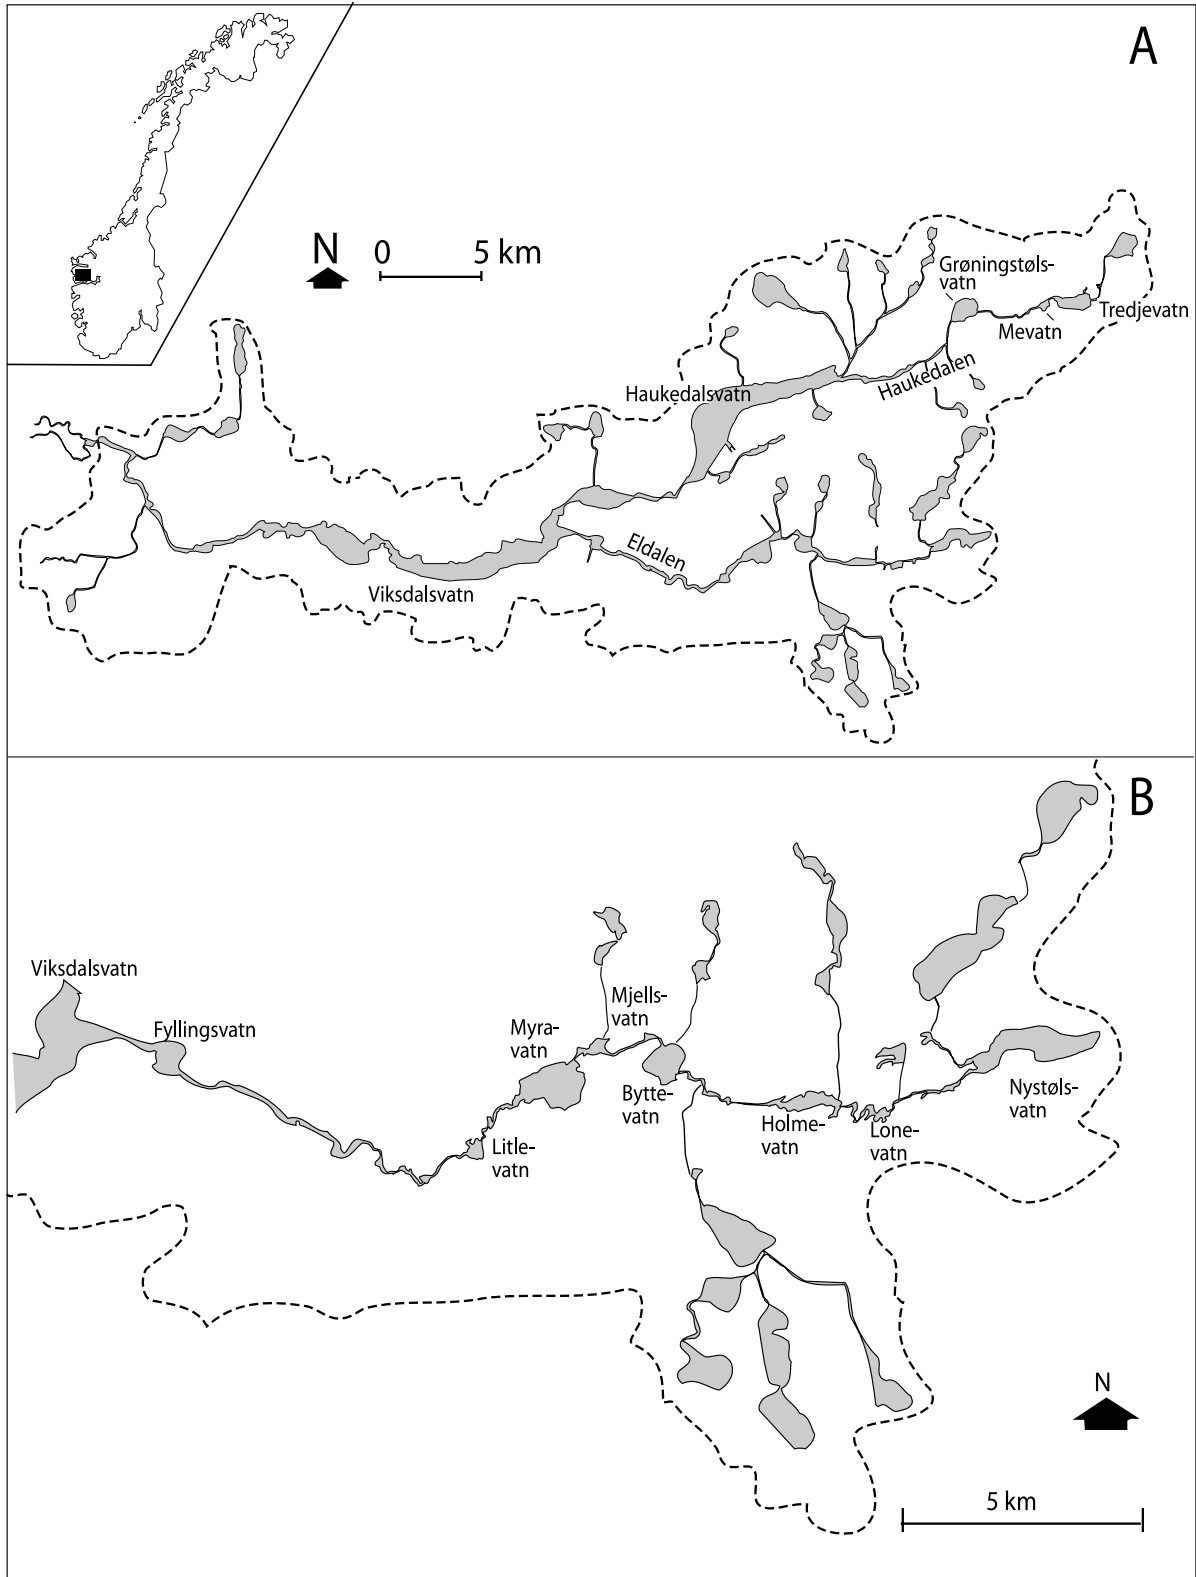 A
N
0 5 km
Grøningstøls-
vatn
Mevatn
Tredjevatn
Haukedalsvatn
Haukedalen
Eldalen
Viksdalsvatn
B
Viksdalsvatn
Fyllingsvatn
Mjells-
vatn
Myra-
vatn
Bytte-
vatn
Litle-
vatn
Holme-
vatn
Lone-
vatn
Nystøls-
vatn
N
5 km